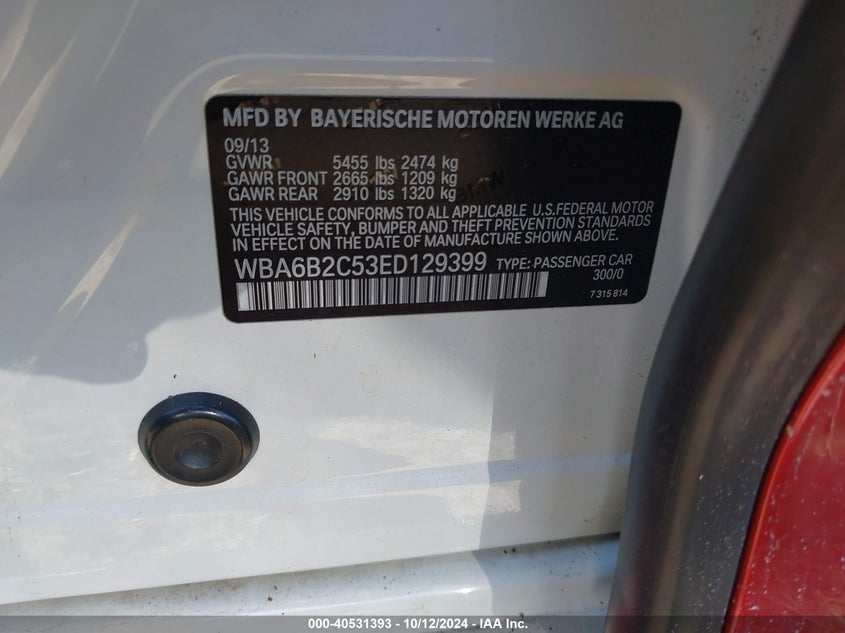 MFD BY BAYERISCHE MOTOREN WERKE AG
09/13
GVWR 5455 lbs 2474 kg
GAWR FRONT 2665 lbs 1209 kg
GAWR REAR 2910 lbs 1320 kg
THIS VEHICLE CONFORMS TO ALL APPLICABLE U.S.FEDERAL MOTOR
VEHICLE SAFETY, BUMPER AND THEFT PREVENTION STANDARDS
IN EFFECT ON THE DATE OF MANUFACTURE SHOWN ABOVE.
WBA6B2C53ED129399 TYPE: PASSENGER CAR
300/0
7 315 814
000-40531393 - 10/12/2024 - IAA Inc.